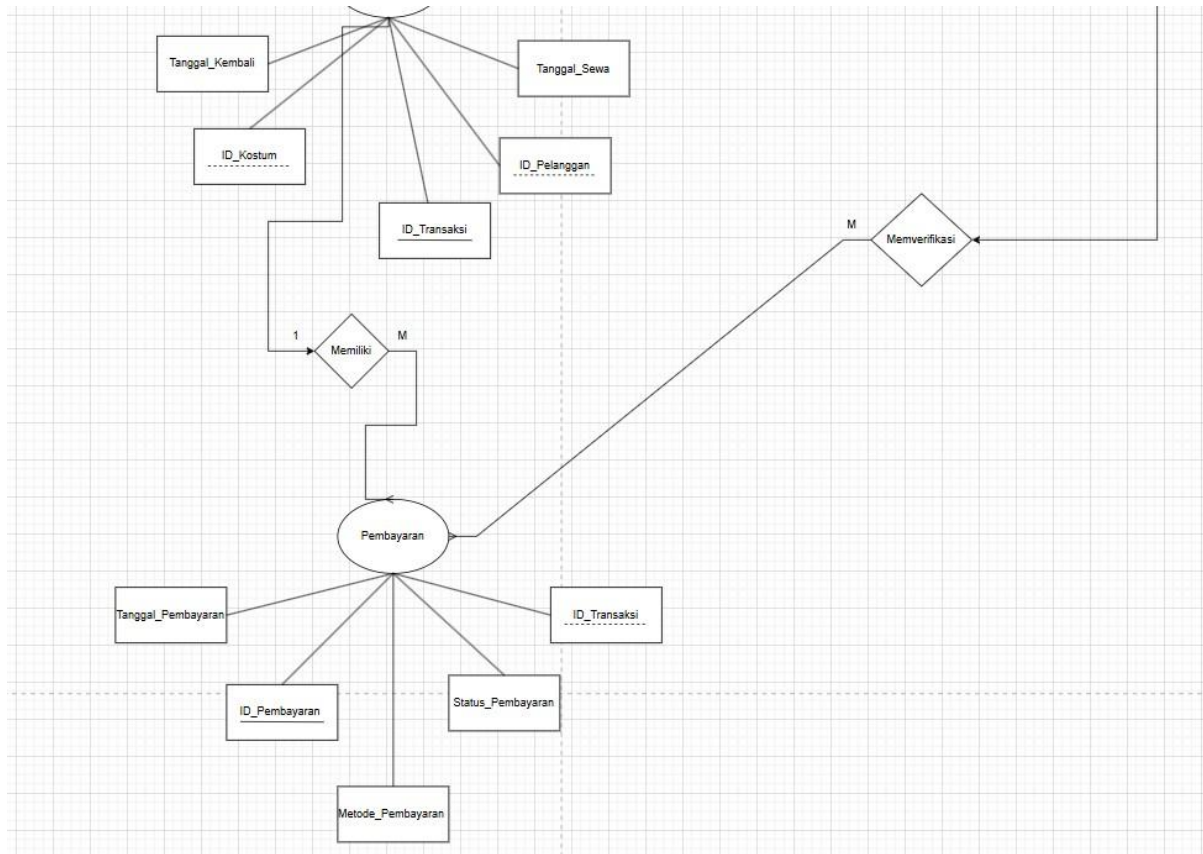 Tanggal_Kembali
Tanggal_Sewa
ID_Kostum
ID_Pelanggan
ID_Transaksi
M
Memverifikasi
1
Memiliki
M
Pembayaran
Tanggal_Pembayaran
ID_Transaksi
ID_Pembayaran
Status_Pembayaran
Metode_Pembayaran